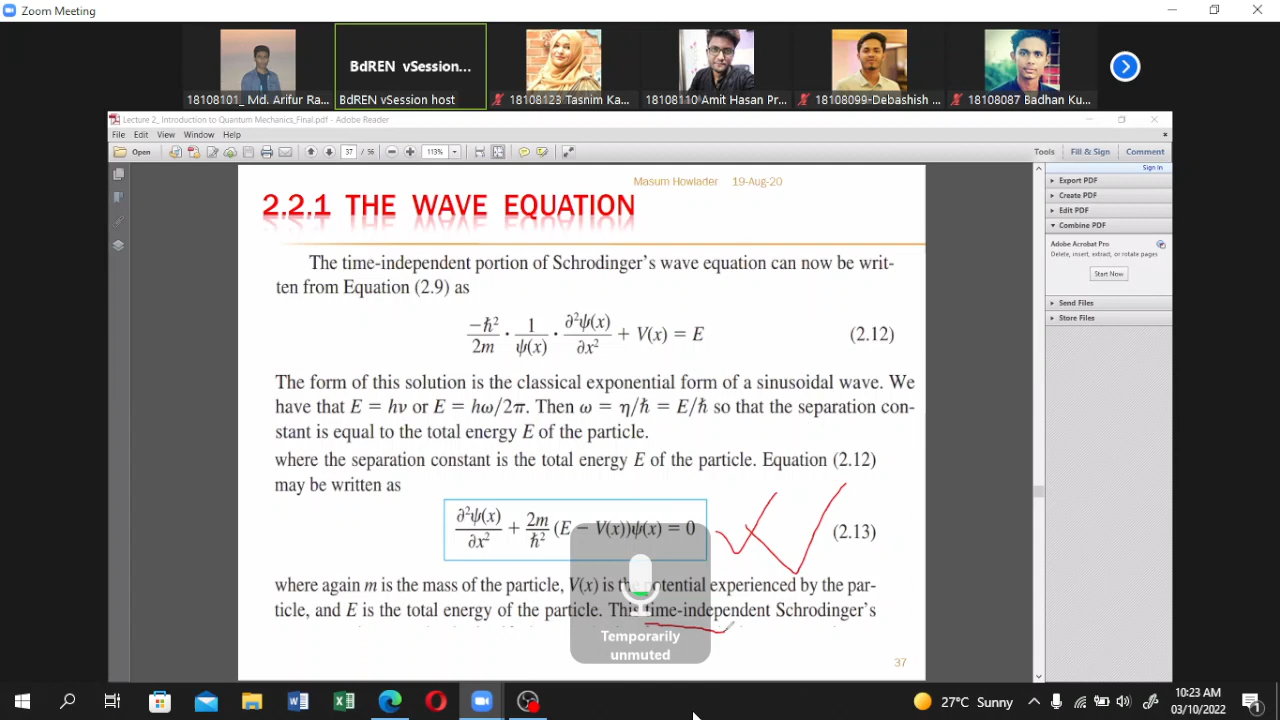 Zoom Meeting
BdREN vSession...
18108101_ Md. Arifur Ra...
BdREN vSession host
18108123 Tasnim Ka...
18108110 Amit Hasan Pr...
18108099-Debashish ...
18108087 Badhan Ku...
Lecture 2_ Introduction to Quantum Mechanics_Final.pdf - Adobe Reader
File Edit View Window Help
Open 37 / 56 113% Tools Fill & Sign Comment
Sign In
Export PDF
Create PDF
Edit PDF
Combine PDF
Adobe Acrobat Pro
Delete, insert, extract, or rotate pages
Start Now
Send Files
Store Files
Masum Howlader 19-Aug-20
2.2.1 THE WAVE EQUATION
The time-independent portion of Schrodinger's wave equation can now be writ-
ten from Equation (2.9) as
−ħ²/2m · 1/ψ(x) · ∂²ψ(x)/∂x² + V(x) = E (2.12)
The form of this solution is the classical exponential form of a sinusoidal wave. We
have that E = hν or E = hω/2π. Then ω = η/ħ = E/ħ so that the separation con-
stant is equal to the total energy E of the particle.
where the separation constant is the total energy E of the particle. Equation (2.12)
may be written as
∂²ψ(x)/∂x² + 2m/ħ² (E − V(x))ψ(x) = 0 (2.13)
where again m is the mass of the particle, V(x) is the potential experienced by the par-
ticle, and E is the total energy of the particle. This time-independent Schrodinger's
Temporarily
unmuted
37
27°C Sunny
10:23 AM
03/10/2022
1